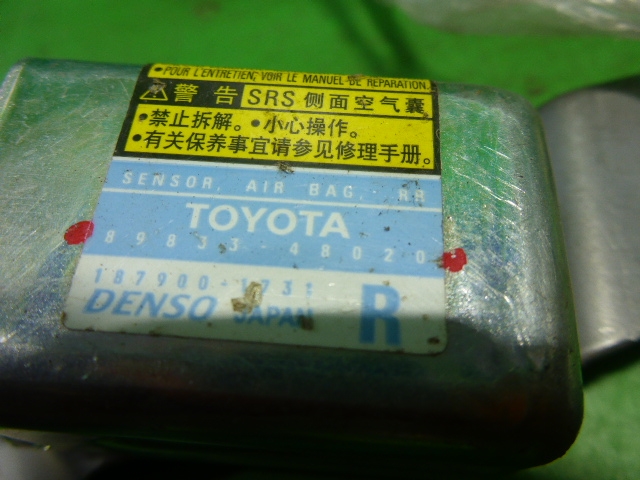 •POUR L'ENTRETIEN, VOIR LE MANUEL DE REPARATION.
⚠警告 SRS 侧面空气囊
•禁止拆解。•小心操作。
•有关保养事宜请参见修理手册。
SENSOR, AIR BAG, RR
TOYOTA
89833-48020
187900-1731
DENSO JAPAN R